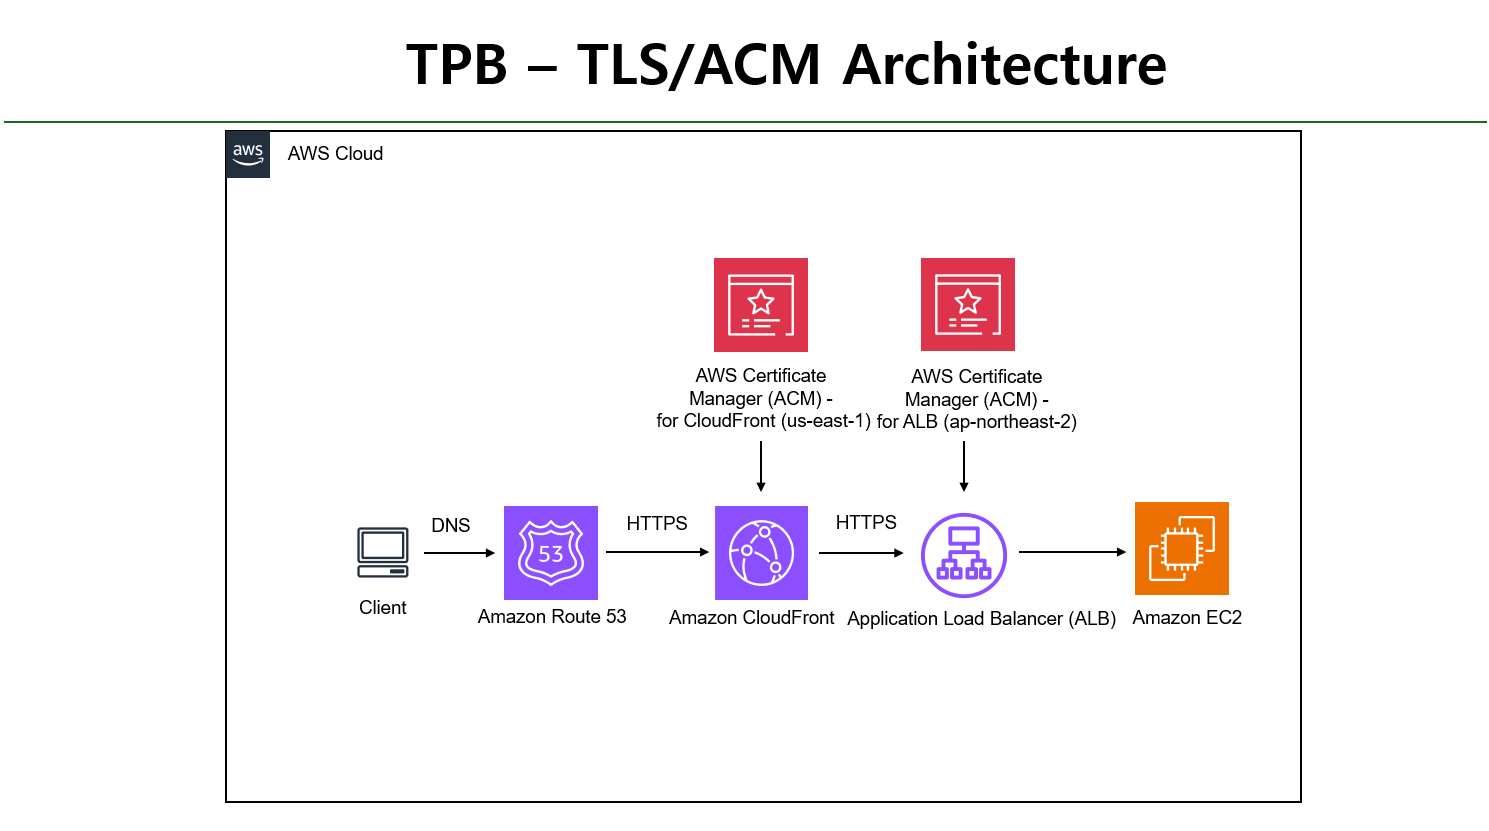 TPB – TLS/ACM Architecture
aws
AWS Cloud
AWS Certificate
Manager (ACM) -
for CloudFront (us-east-1)
AWS Certificate
Manager (ACM) -
for ALB (ap-northeast-2)
DNS
HTTPS
HTTPS
53
Client
Amazon Route 53
Amazon CloudFront
Application Load Balancer (ALB)
Amazon EC2